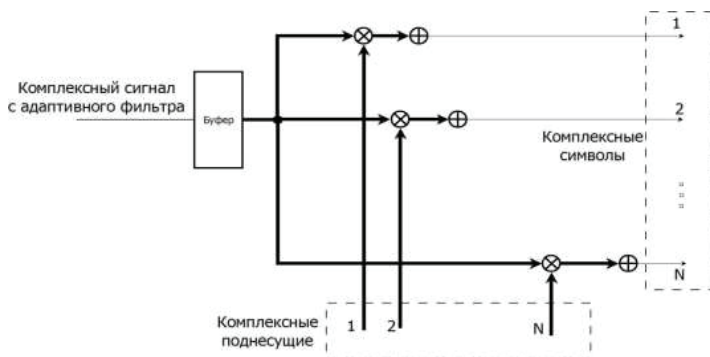 1
Комплексный сигнал
с адаптивного фильтра
Буфер
2
Комплексные
символы
N
Комплексные
поднесущие
1
2
N